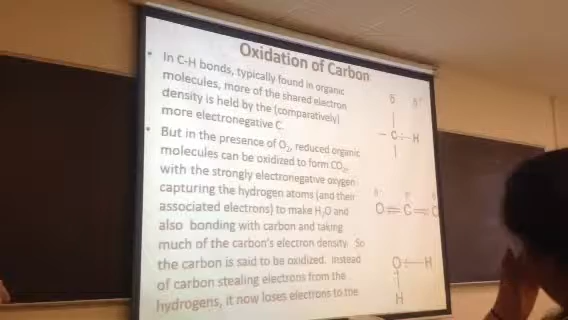 Oxidation of Carbon
• In C-H bonds, typically found in organic
molecules, more of the shared electron
density is held by the (comparatively)
more electronegative C.
• But in the presence of O₂, reduced organic
molecules can be oxidized to form CO₂,
with the strongly electronegative oxygen
capturing the hydrogen atoms (and their
associated electrons) to make H₂O and
also bonding with carbon and taking
much of the carbon's electron density. So
the carbon is said to be oxidized. Instead
of carbon stealing electrons from the
hydrogens, it now loses electrons to the
δ⁻ δ⁺
C H
O C O
O H
H